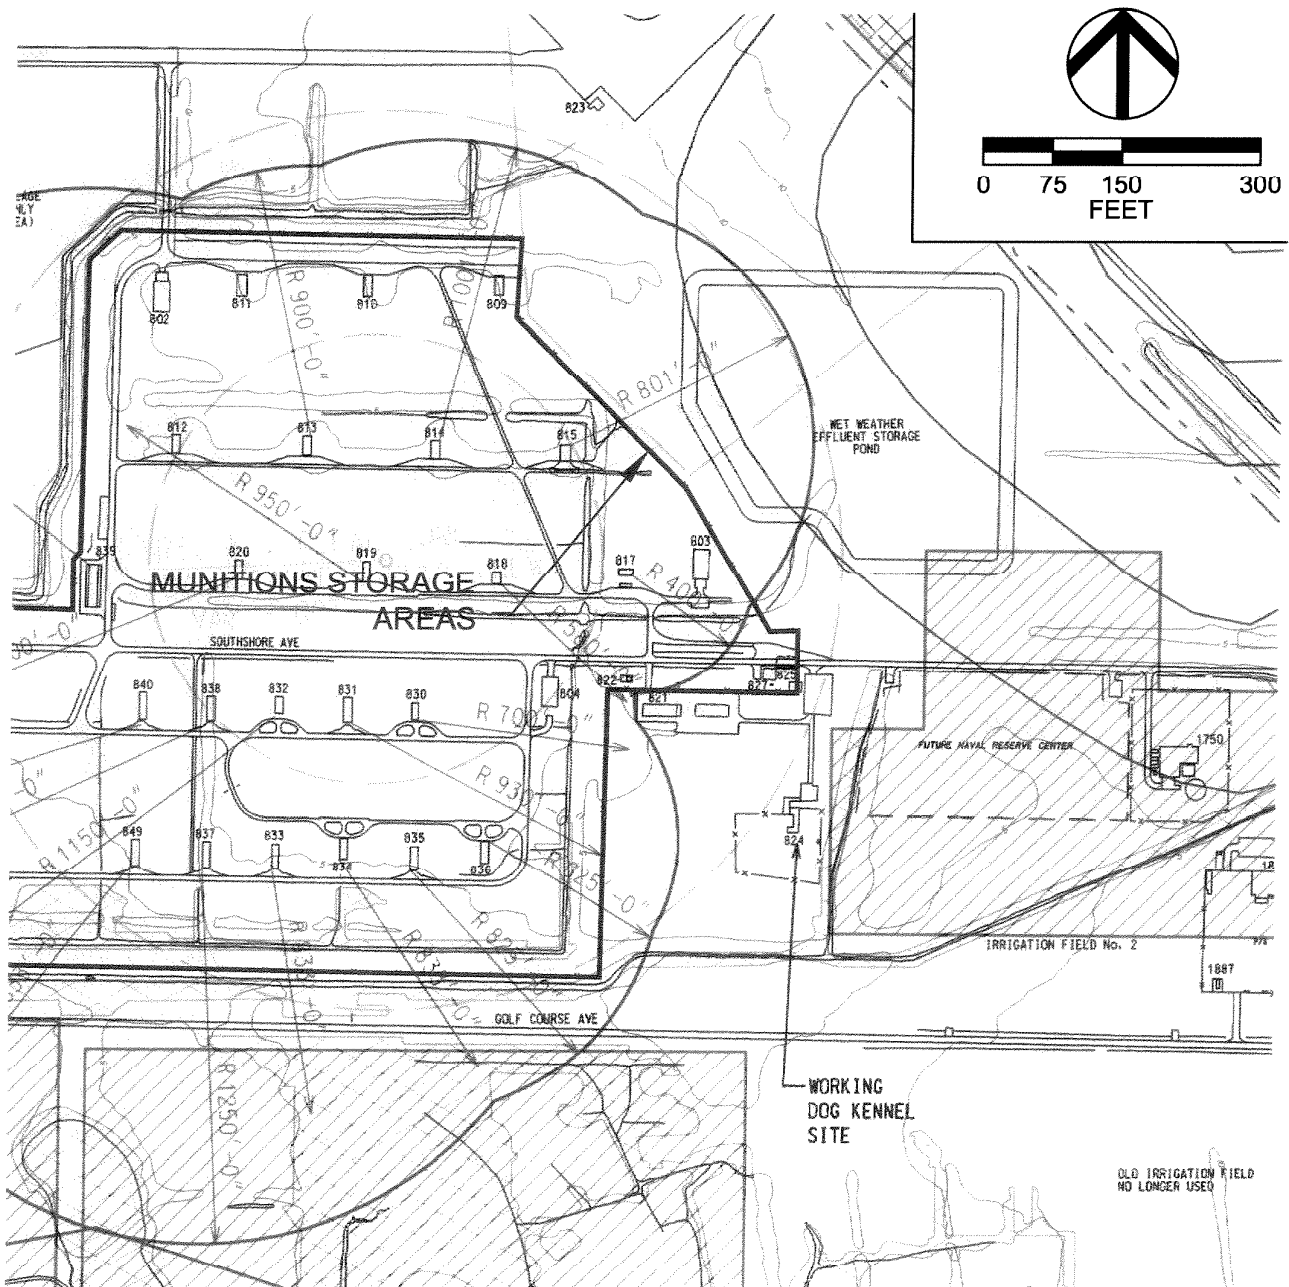 823
0 75 150 300
FEET
802
811
810
809
R 900'-0"
R 801'-0"
WET WEATHER
EFFLUENT STORAGE
POND
812
813
814
815
R 950'-0"
839
820
819
818
817
803
MUNITIONS STORAGE
AREAS
SOUTHSHORE AVE
840
838
832
831
830
804
822
821
827
R 700'-0"
FUTURE NAVAL RESERVE CENTER
1750
R 930'-0"
R 1150'-0"
849
837
833
834
835
836
824
IRRIGATION FIELD No. 2
1887
GOLF COURSE AVE
R 1250'-0"
WORKING
DOG KENNEL
SITE
OLD IRRIGATION FIELD
NO LONGER USED